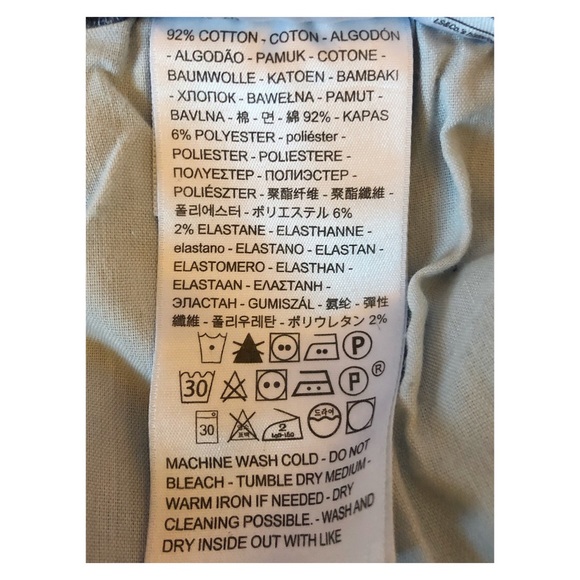 92% COTTON - COTON - ALGODÓN
- ALGODÃO - PAMUK - COTONE -
BAUMWOLLE - KATOEN - BAMBAKI
- ХЛОПОК - BAWEŁNA - PAMUT -
BAVLNA - 棉 - 면 - 綿 92% - KAPAS
6% POLYESTER - poliéster -
POLIESTER - POLIESTERE -
ΠΟΛΥΕΣΤΕΡ - ПОЛИЭСТЕР -
POLIÉSZTER - 聚酯纤维 - 聚酯纖維 -
폴리에스터 - ポリエステル 6%
2% ELASTANE - ELASTHANNE -
elastano - ELASTANO - ELASTAN -
ELASTOMERO - ELASTHAN -
ELASTAAN - ΕΛΑΣΤΑΝΗ -
ЭЛАСТАН - GUMISZÁL - 氨纶 - 彈性
纖維 - 폴리우레탄 - ポリウレタン 2%
P
30 P ®
30 2 드라이
MACHINE WASH COLD - DO NOT
BLEACH - TUMBLE DRY MEDIUM -
WARM IRON IF NEEDED - DRY
CLEANING POSSIBLE. - WASH AND
DRY INSIDE OUT WITH LIKE